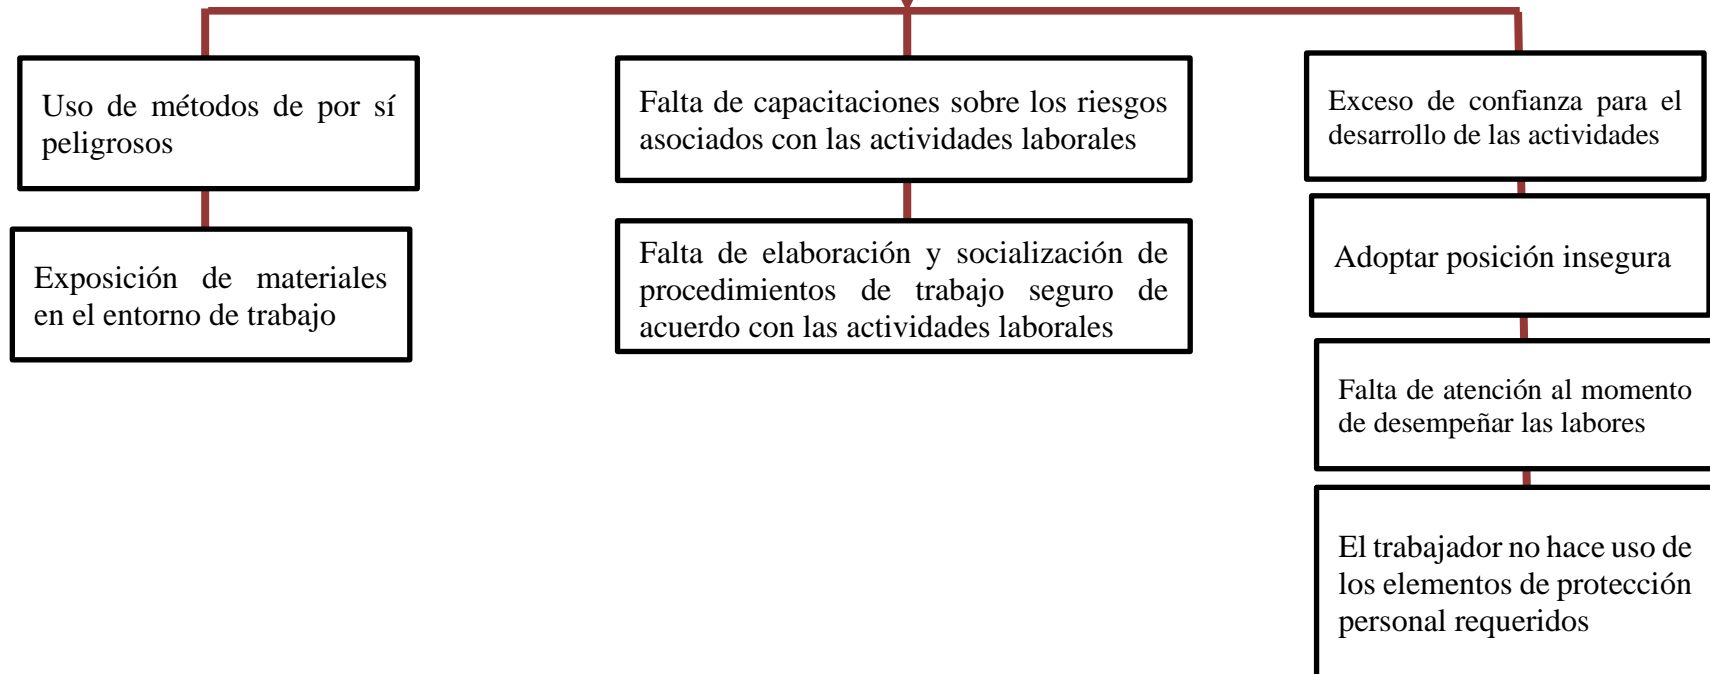 Uso de métodos de por sí
peligrosos
Exposición de materiales
en el entorno de trabajo
Falta de capacitaciones sobre los riesgos
asociados con las actividades laborales
Falta de elaboración y socialización de
procedimientos de trabajo seguro de
acuerdo con las actividades laborales
Exceso de confianza para el
desarrollo de las actividades
Adoptar posición insegura
Falta de atención al momento
de desempeñar las labores
El trabajador no hace uso de
los elementos de protección
personal requeridos